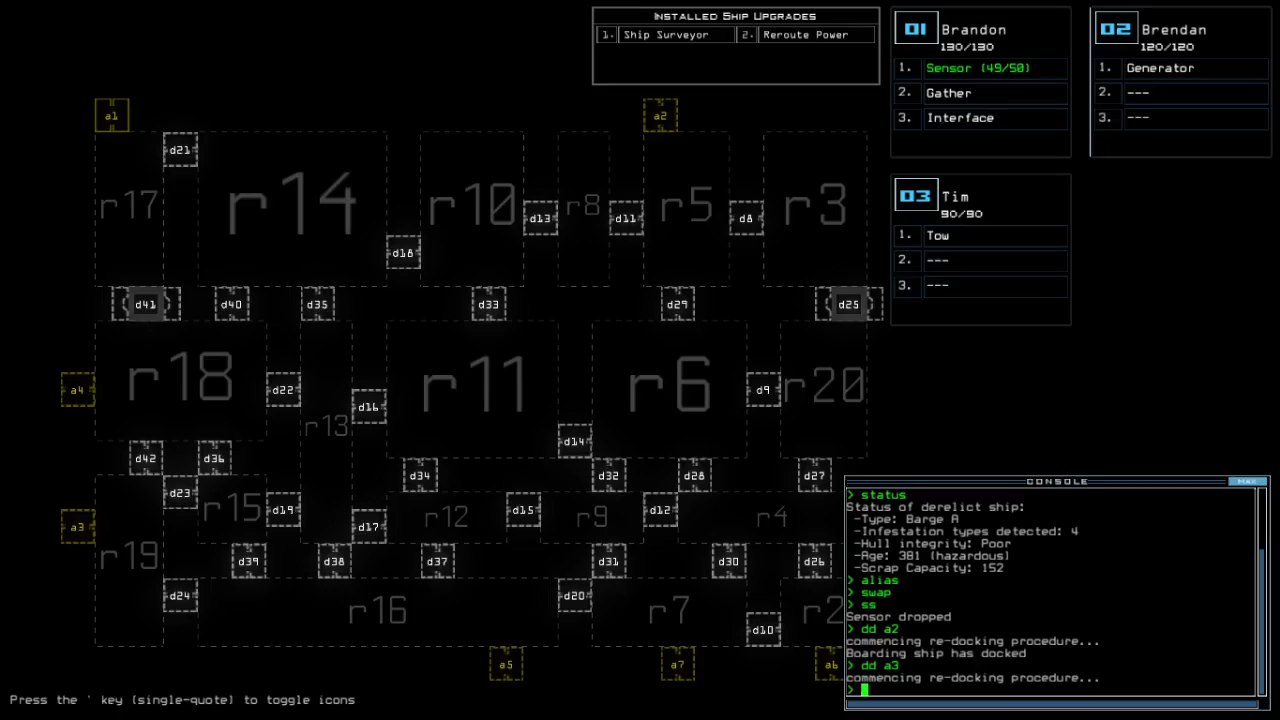 Installed Ship Upgrades
1. Ship Surveyor 2. Reroute Power
01 Brandon
130/130
1. Sensor (49/50)
2. Gather
3. Interface
02 Brendan
120/120
1. Generator
2. ---
3. ---
03 Tim
90/90
1. Tow
2. ---
3. ---
a1
a2
d21
r17
r14
r10
d13
r8
d11
r5
d8
r3
d18
d41
d40
d35
d33
d29
d25
r18
r11
r6
r20
a4
d22
d16
d9
r13
d14
d42
d36
d34
d32
d28
d27
d23
r15
d19
r12
d15
r9
d12
r4
a3
d17
r19
d39
d38
d37
d31
d30
d26
d24
r16
d20
r7
r2
d10
a5
a7
a6
Press the ' key (single-quote) to toggle icons
CONSOLE
MAX
> status
Status of derelict ship:
-Type: Barge A
-Infestation types detected: 4
-Hull integrity: Poor
-Age: 381 (hazardous)
-Scrap Capacity: 152
> alias
> swap
> ss
Sensor dropped
> dd a2
commencing re-docking procedure...
Boarding ship has docked
> dd a3
commencing re-docking procedure...
>